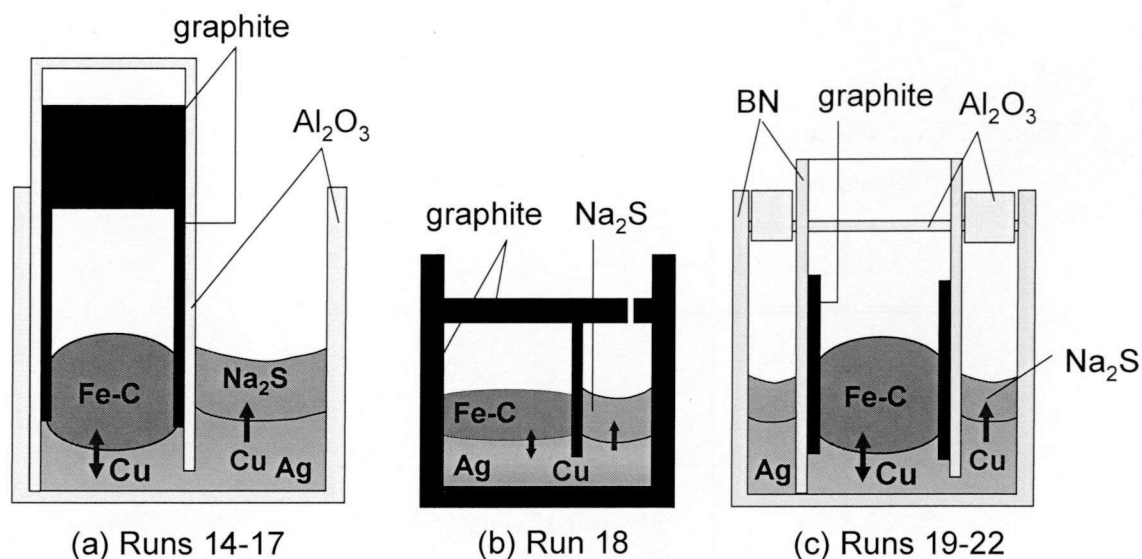 graphite
Al₂O₃
Fe-C
Na₂S
Cu
Cu
Ag
(a) Runs 14-17
graphite
Na₂S
Fe-C
Ag
Cu
(b) Run 18
BN
graphite
Al₂O₃
Na₂S
Fe-C
Ag
Cu
Cu
(c) Runs 19-22